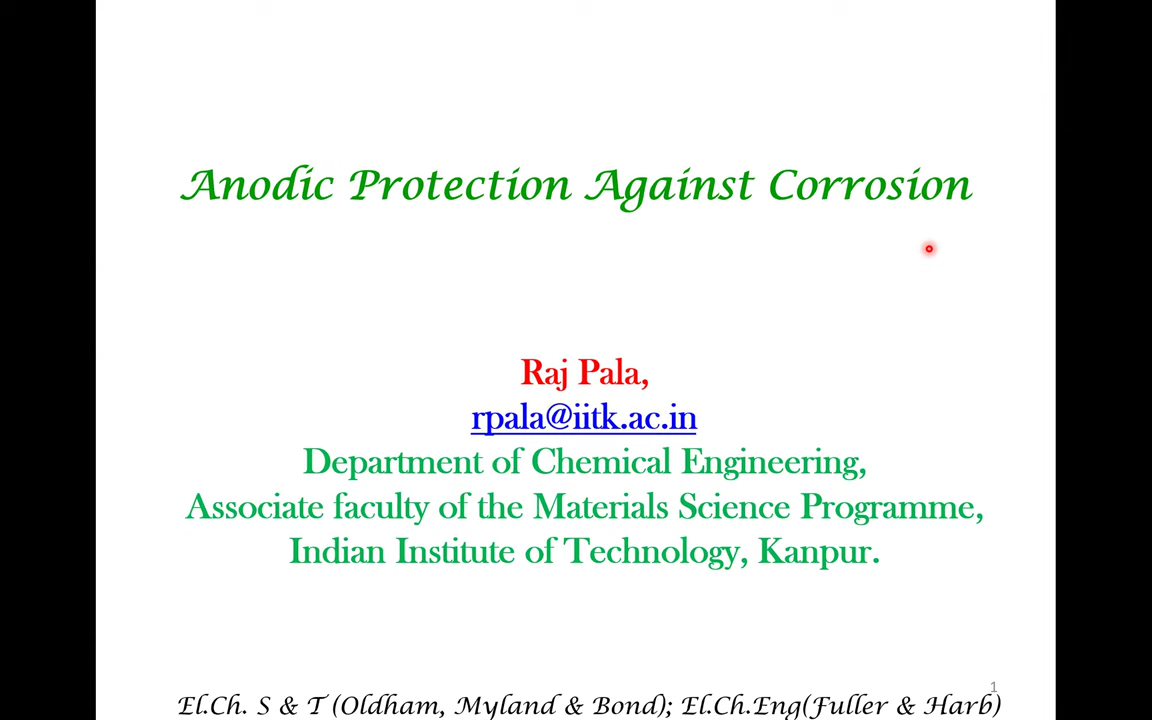 Anodic Protection Against Corrosion
Raj Pala,
rpala@iitk.ac.in
Department of Chemical Engineering,
Associate faculty of the Materials Science Programme,
Indian Institute of Technology, Kanpur.
1
El.Ch. S & T (Oldham, Myland & Bond); El.Ch.Eng(Fuller & Harb)